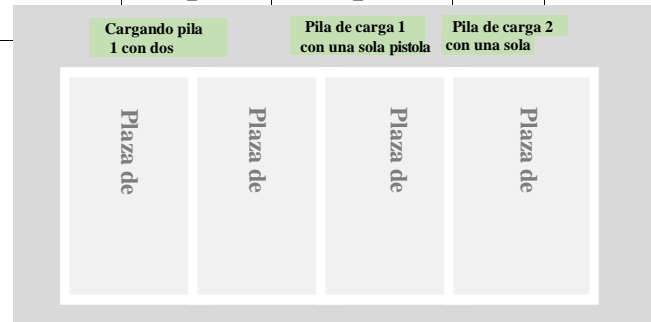 Cargando pila
1 con dos
Pila de carga 1
con una sola pistola
Pila de carga 2
con una sola
Plaza de
Plaza de
Plaza de
Plaza de